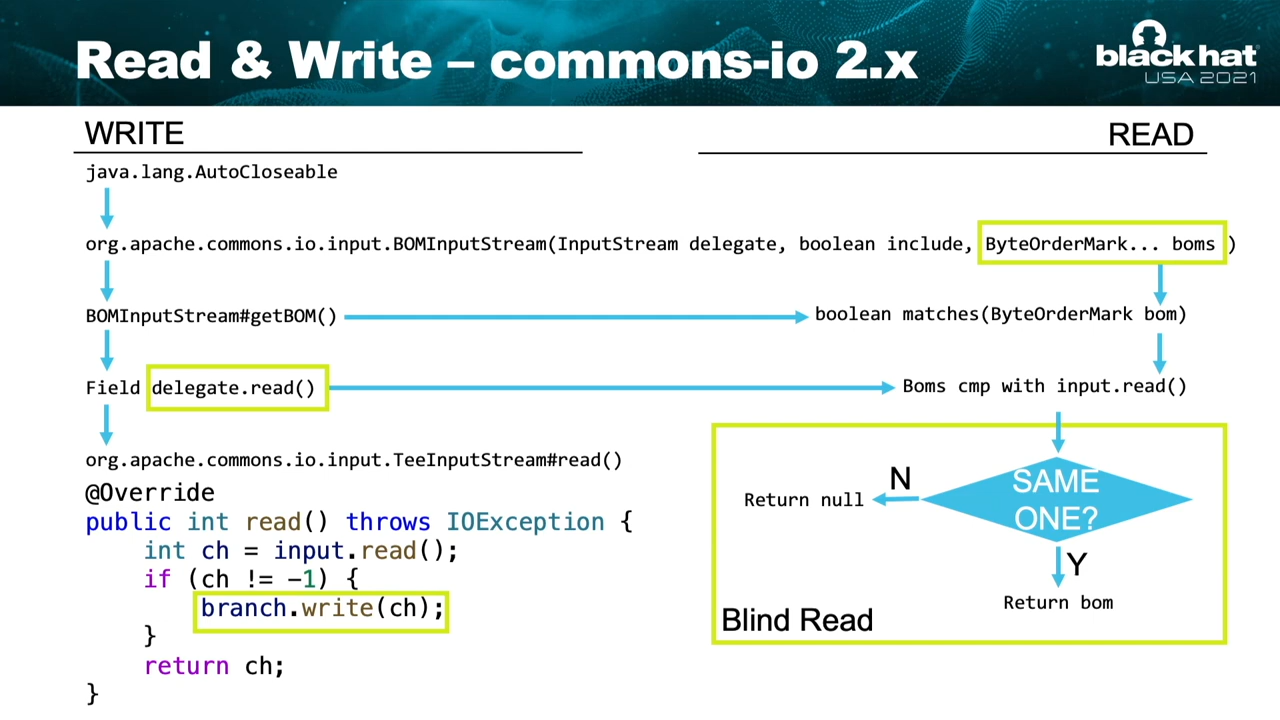 Read & Write – commons-io 2.x
black hat
USA 2021
WRITE
READ
java.lang.AutoCloseable
org.apache.commons.io.input.BOMInputStream(InputStream delegate, boolean include, ByteOrderMark... boms )
BOMInputStream#getBOM()
boolean matches(ByteOrderMark bom)
Field delegate.read()
Boms cmp with input.read()
org.apache.commons.io.input.TeeInputStream#read()
@Override
public int read() throws IOException {
    int ch = input.read();
    if (ch != -1) {
        branch.write(ch);
    }
    return ch;
}
SAME
ONE?
N
Return null
Y
Return bom
Blind Read